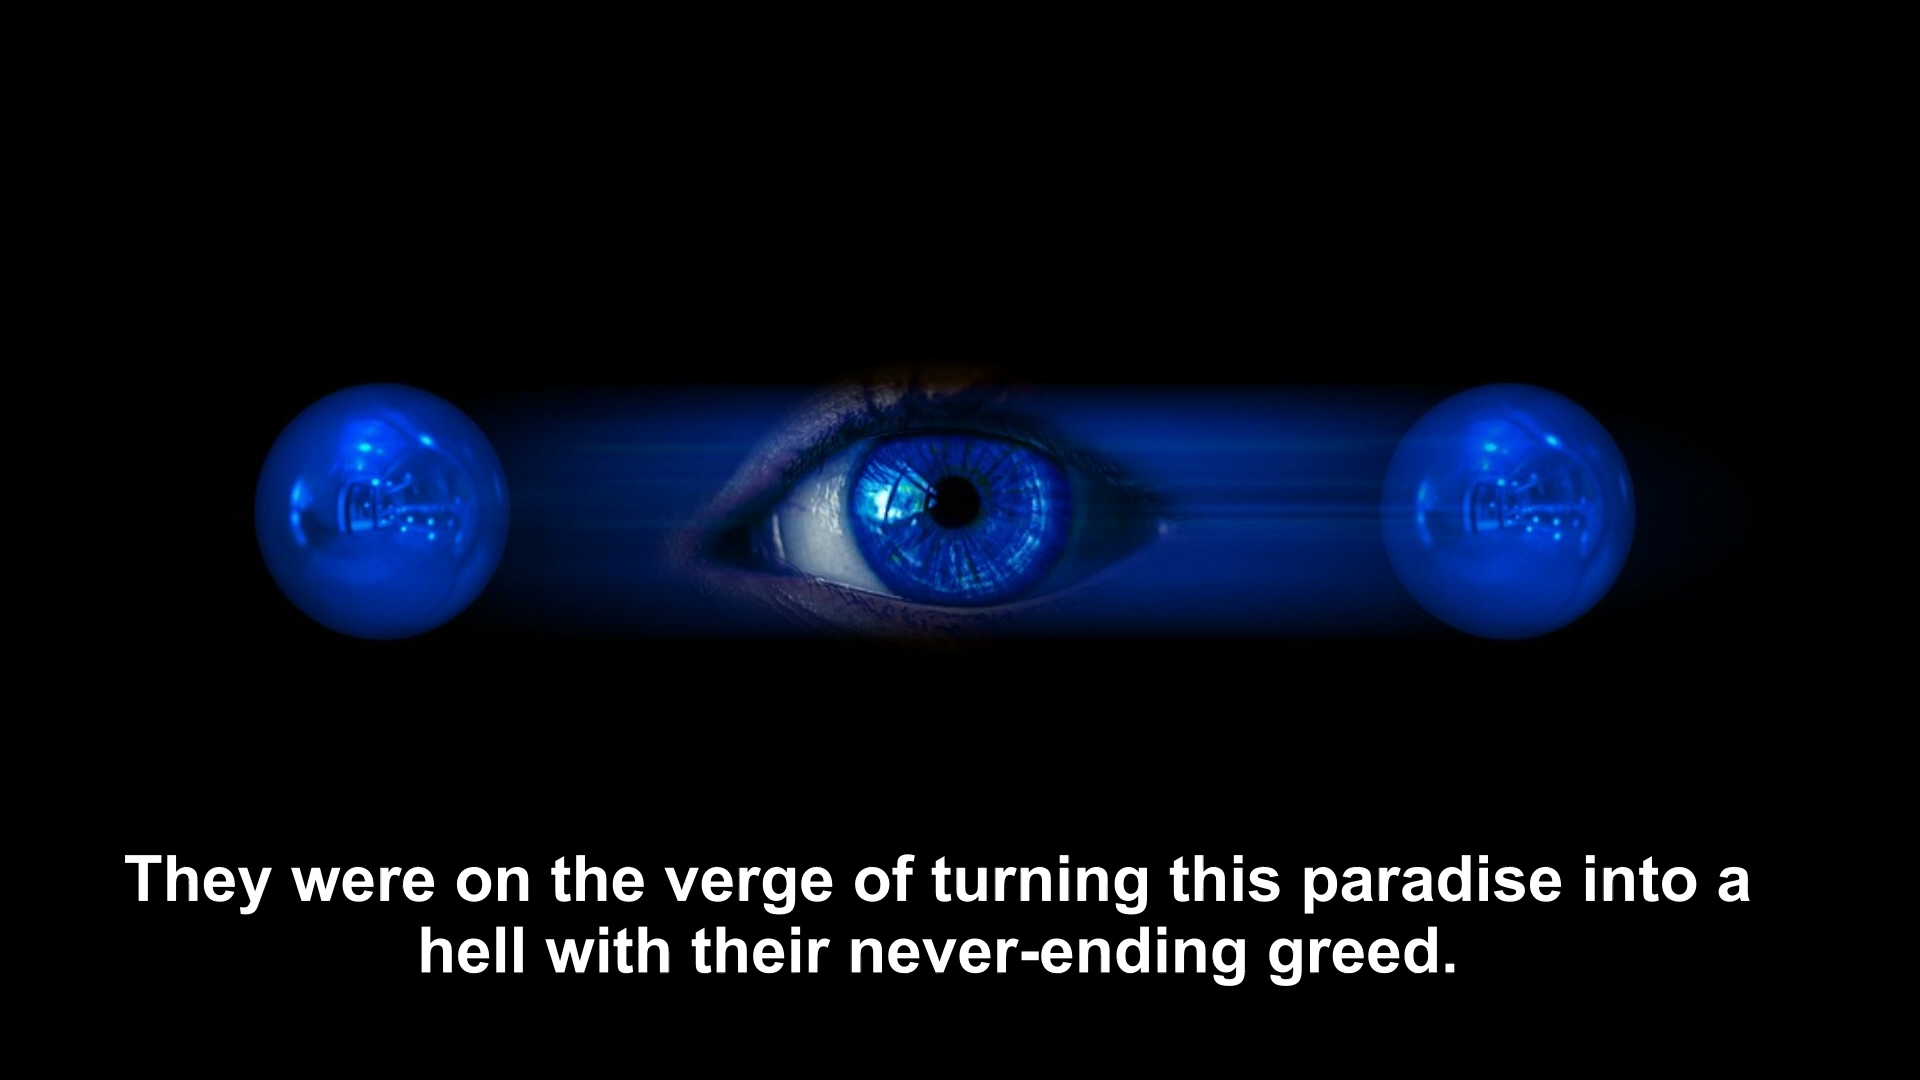 They were on the verge of turning this paradise into a
hell with their never-ending greed.